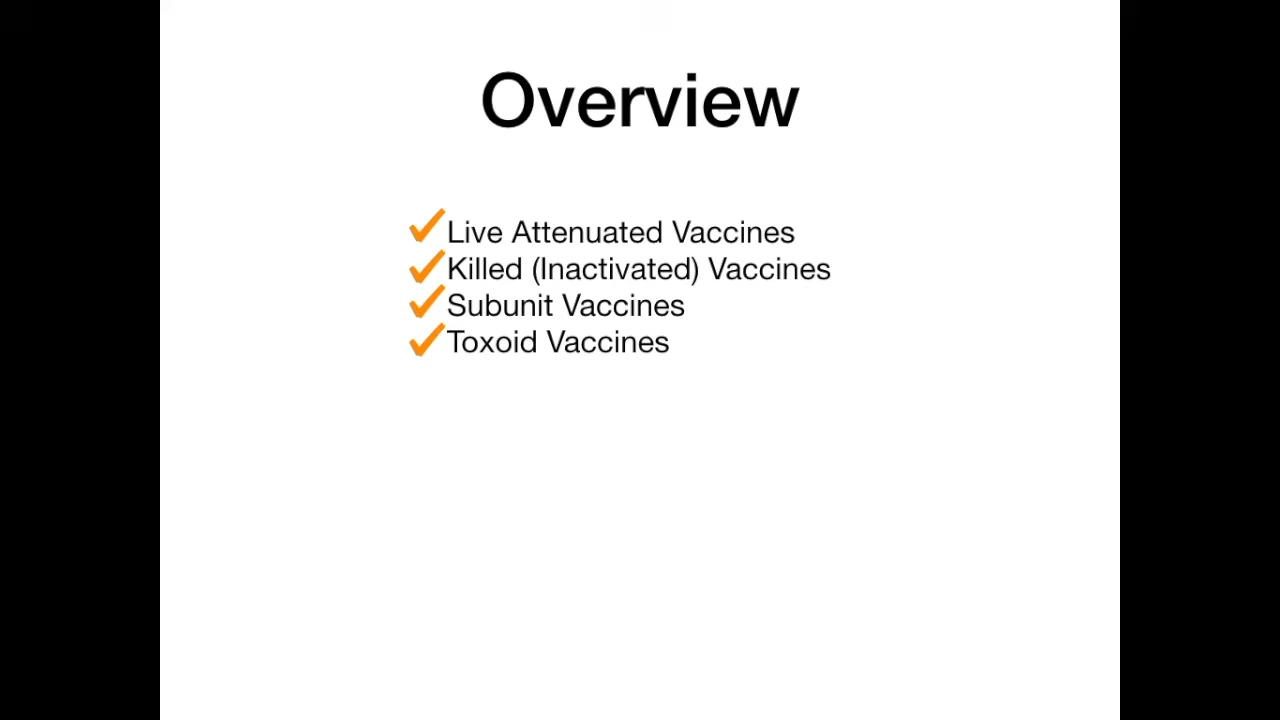 Overview
Live Attenuated Vaccines
Killed (Inactivated) Vaccines
Subunit Vaccines
Toxoid Vaccines